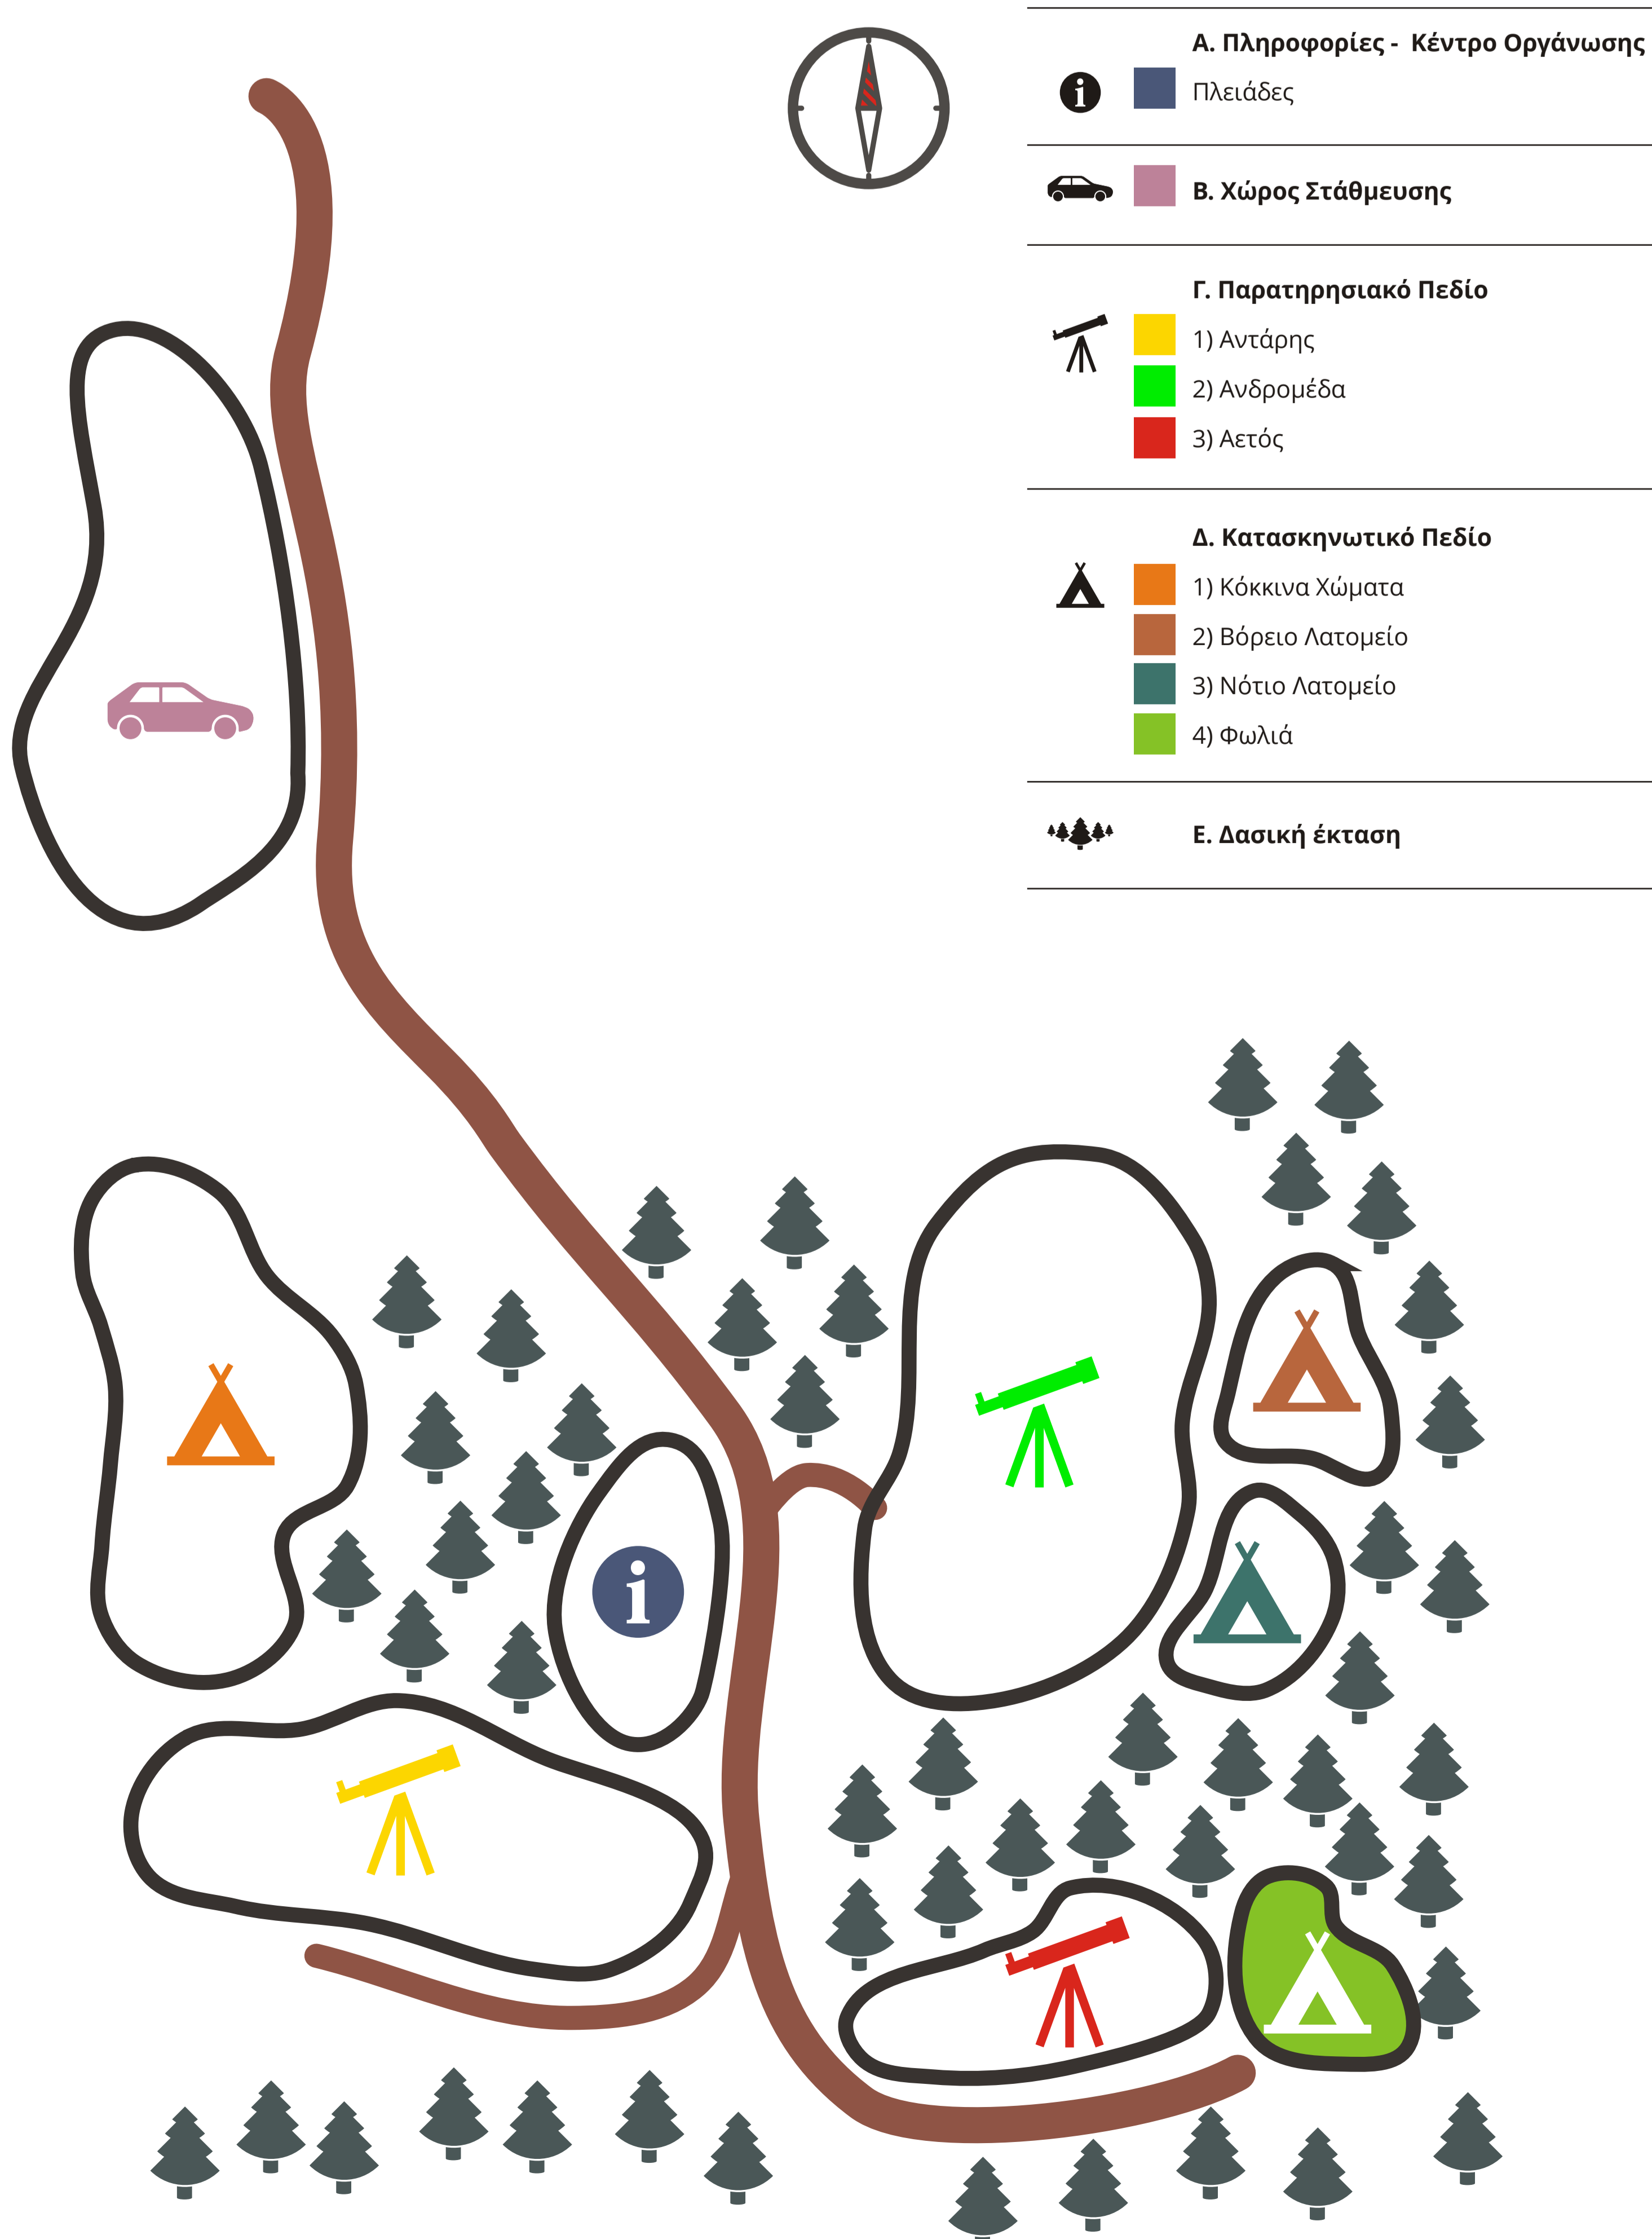 Α. Πληροφορίες - Κέντρο Οργάνωσης
Πλειάδες
Β. Χώρος Στάθμευσης
Γ. Παρατηρησιακό Πεδίο
1) Αντάρης
2) Ανδρομέδα
3) Αετός
Δ. Κατασκηνωτικό Πεδίο
1) Κόκκινα Χώματα
2) Βόρειο Λατομείο
3) Νότιο Λατομείο
4) Φωλιά
Ε. Δασική έκταση